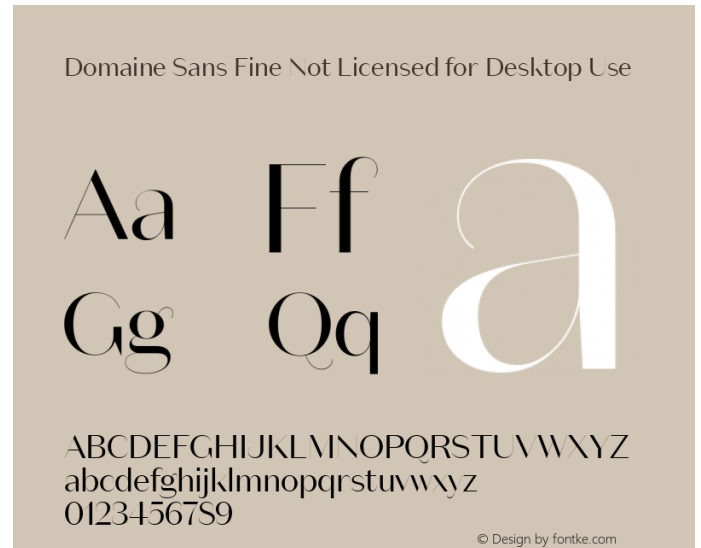 Domaine Sans Fine Not Licensed for Desktop Use
Aa Ff a
Gg Qq
ABCDEFGHIJKLMNOPQRSTUVWXYZ
abcdefghijklmnopqrstuvwxyz
0123456789
© Design by fontke.com